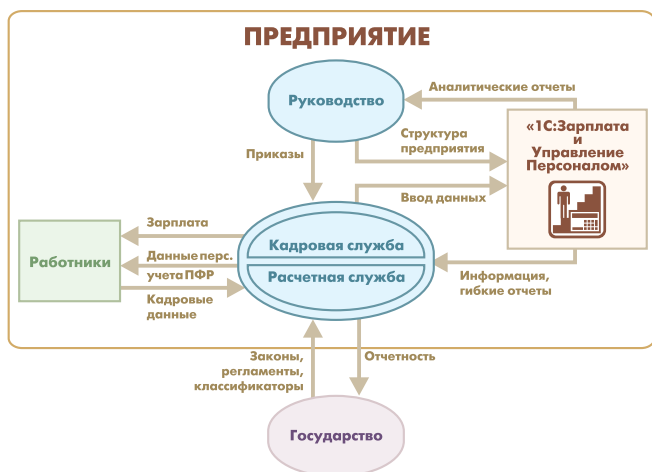 ПРЕДПРИЯТИЕ
Руководство
Аналитические отчеты
«1С:Зарплата
и
Управление
Персоналом»
Структура
предприятия
Приказы
Ввод данных
Зарплата
Кадровая служба
Работники
Данные перс.
учета ПФР
Расчетная служба
Кадровые
данные
Информация,
гибкие отчеты
Законы,
регламенты,
классификаторы
Отчетность
Государство